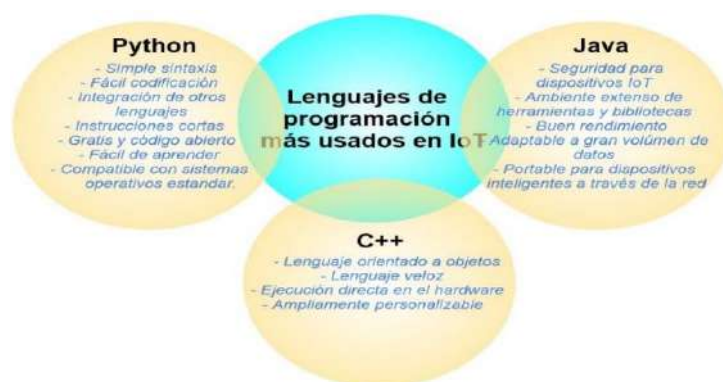 Python
- Simple sintaxis
- Fácil codificación
- Integración de otros
lenguajes
- Instrucciones cortas
- Gratis y código abierto
- Fácil de aprender
- Compatible con sistemas
operativos estandar.
Lenguajes de
programación
más usados en IoT
Java
- Seguridad para
dispositivos IoT
- Ambiente extenso de
herramientas y bibliotecas
- Buen rendimiento
- Adaptable a gran volúmen de
datos
- Portable para dispositivos
inteligentes a través de la red
C++
- Lenguaje orientado a objetos
- Lenguaje veloz
- Ejecución directa en el hardware
- Ampliamente personalizable